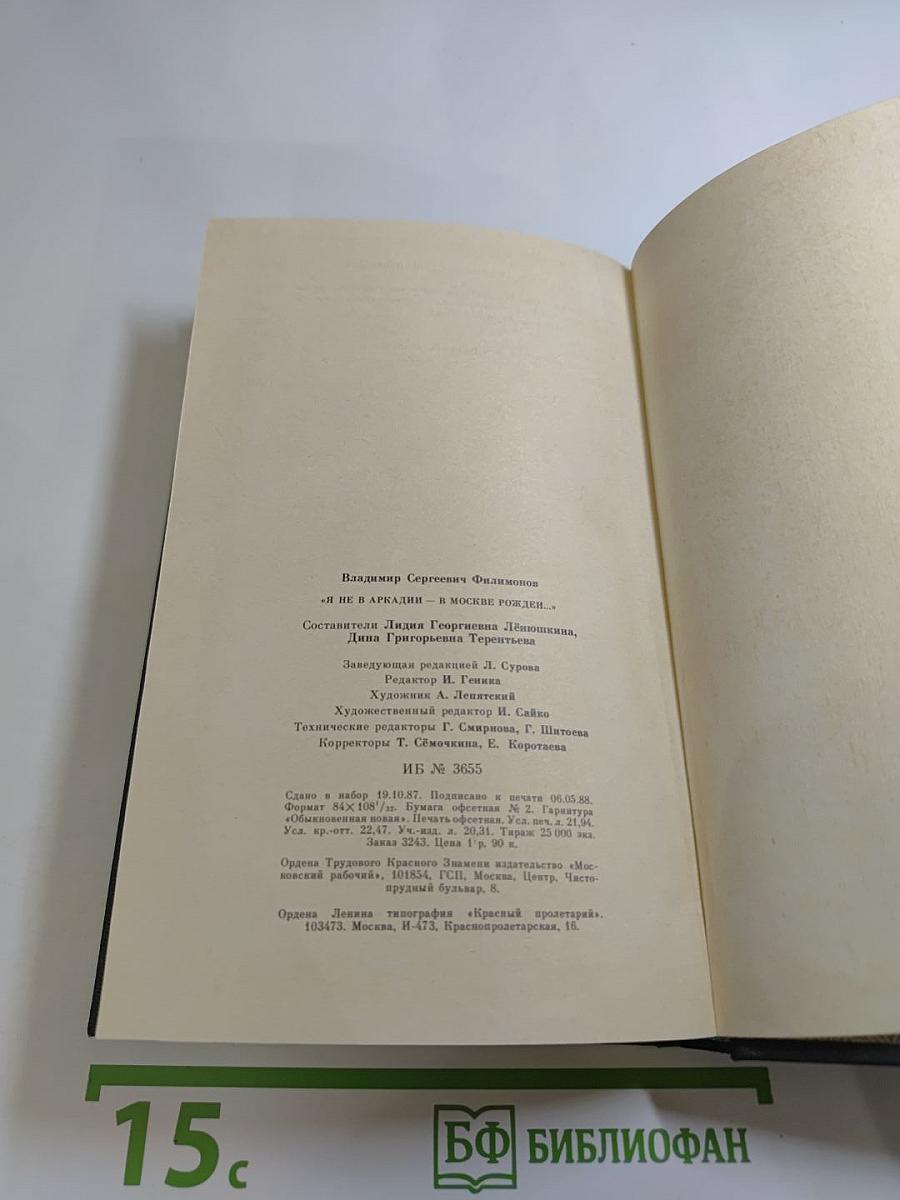 Владимир Сергеевич Филимонов
«Я НЕ В АРКАДИИ — В МОСКВЕ РОЖДЕН...»
Составители Лидия Георгиевна Лёнюшкина,
Дина Григорьевна Терентьева
Заведующая редакцией Л. Сурова
Редактор И. Геника
Художник А. Лепятский
Художественный редактор И. Сайко
Технические редакторы Г. Смирнова, Г. Шитоева
Корректоры Т. Сёмочкина, Е. Коротаева
ИБ № 3655
Сдано в набор 19.10.87. Подписано к печати 06.05.88.
Формат 84×108¹/₃₂. Бумага офсетная № 2. Гарнитура
«Обыкновенная новая». Печать офсетная. Усл. печ. л. 21,94.
Усл. кр.-отт. 22,47. Уч.-изд. л. 20,31. Тираж 25 000 экз.
Заказ 3243. Цена 1 р. 90 к.
Ордена Трудового Красного Знамени издательство «Мос-
ковский рабочий», 101854, ГСП, Москва, Центр, Чисто-
прудный бульвар, 8.
Ордена Ленина типография «Красный пролетарий».
103473. Москва, И-473, Краснопролетарская, 16.
15 с
БФ БИБЛИОФАН